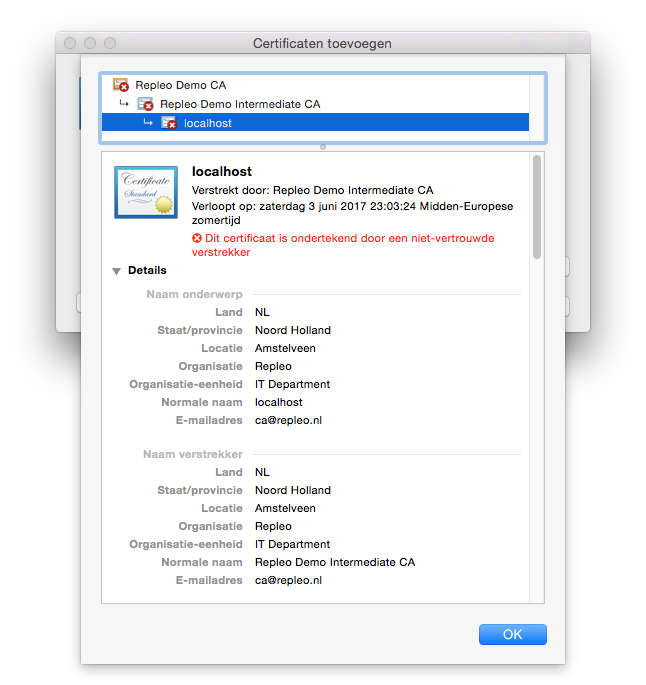 Certificaten toevoegen
Repleo Demo CA
Repleo Demo Intermediate CA
localhost
Certificate
Standard
localhost
Verstrekt door: Repleo Demo Intermediate CA
Verloopt op: zaterdag 3 juni 2017 23:03:24 Midden-Europese
zomertijd
Dit certificaat is ondertekend door een niet-vertrouwde
verstrekker
Details
Naam onderwerp
Land NL
Staat/provincie Noord Holland
Locatie Amstelveen
Organisatie Repleo
Organisatie-eenheid IT Department
Normale naam localhost
E-mailadres ca@repleo.nl
Naam verstrekker
Land NL
Staat/provincie Noord Holland
Locatie Amstelveen
Organisatie Repleo
Organisatie-eenheid IT Department
Normale naam Repleo Demo Intermediate CA
E-mailadres ca@repleo.nl
OK